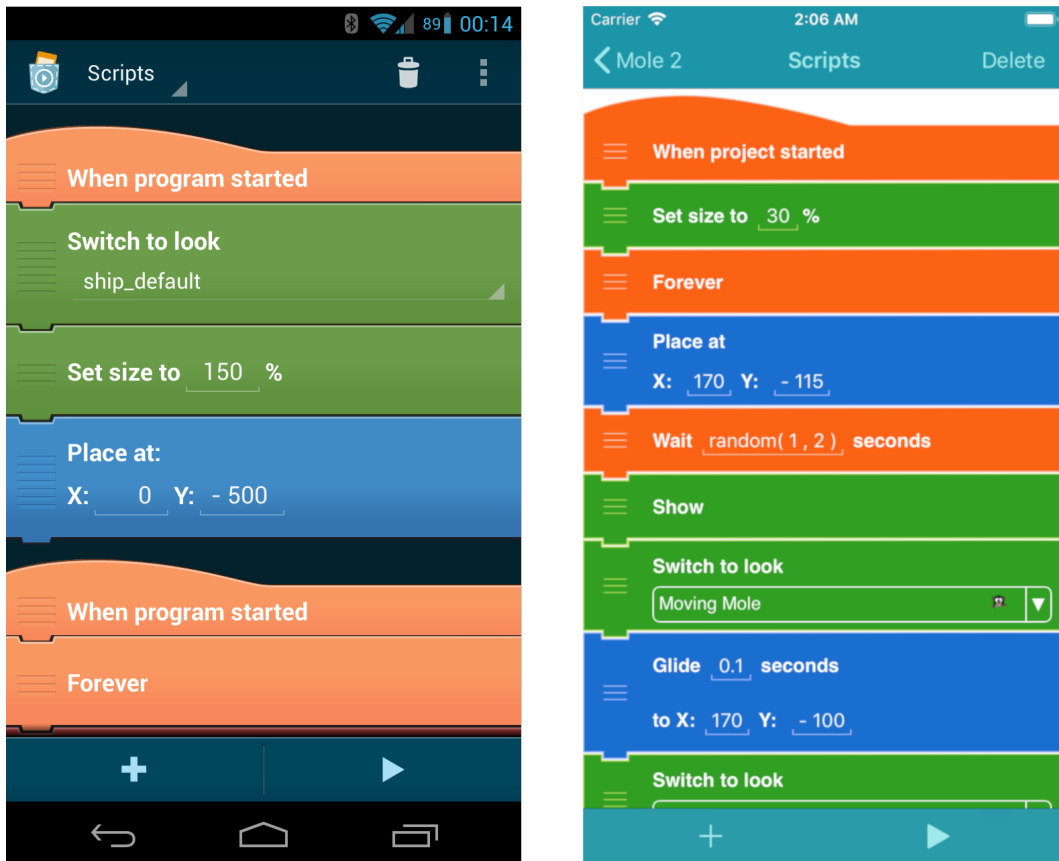 89 00:14
Scripts
When program started
Switch to look
ship_default
Set size to 150 %
Place at:
X: 0 Y: - 500
When program started
Forever
Carrier 2:06 AM
Mole 2 Scripts Delete
When project started
Set size to 30 %
Forever
Place at
X: 170 Y: - 115
Wait random( 1 , 2 ) seconds
Show
Switch to look
Moving Mole
Glide 0.1 seconds
to X: 170 Y: - 100
Switch to look